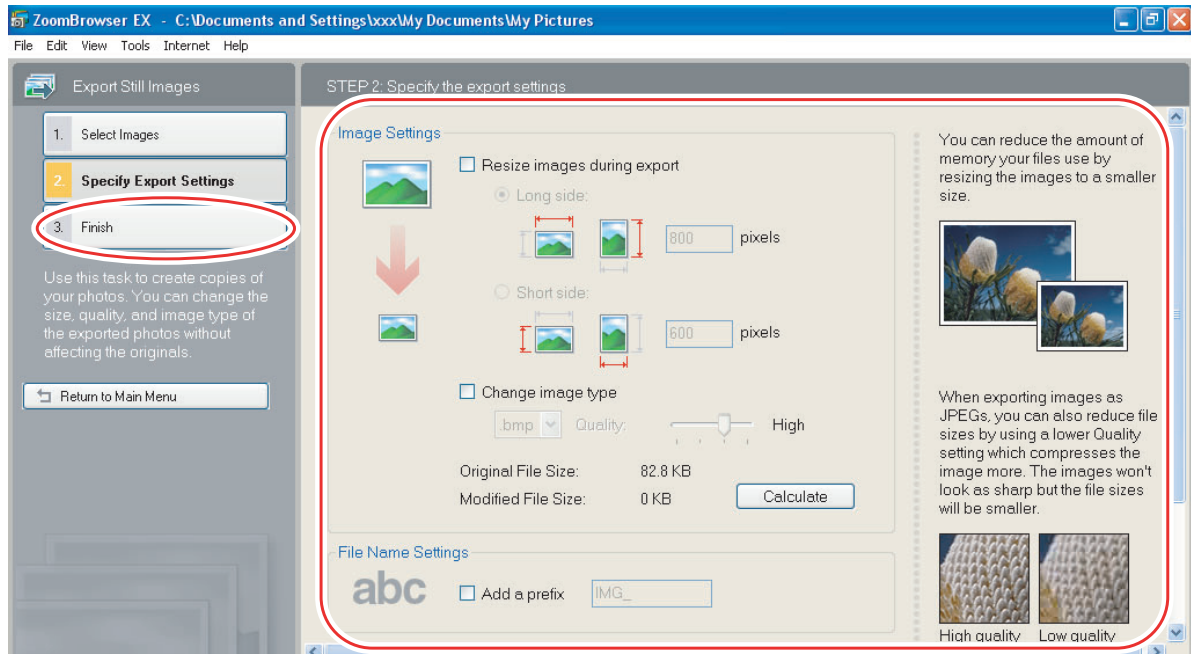 ZoomBrowser EX - C:\Documents and Settings\xxx\My Documents\My Pictures
File Edit View Tools Internet Help
Export Still Images
1. Select Images
2. Specify Export Settings
3. Finish
Use this task to create copies of
your photos. You can change the
size, quality, and image type of
the exported photos without
affecting the originals.
Return to Main Menu
STEP 2: Specify the export settings
Image Settings
Resize images during export
Long side:
800 pixels
Short side:
600 pixels
Change image type
.bmp Quality: High
Original File Size: 82.8 KB
Modified File Size: 0 KB Calculate
File Name Settings
abc Add a prefix IMG_
You can reduce the amount of
memory your files use by
resizing the images to a smaller
size.
When exporting images as
JPEGs, you can also reduce file
sizes by using a lower Quality
setting which compresses the
image more. The images won't
look as sharp but the file sizes
will be smaller.
High quality Low quality